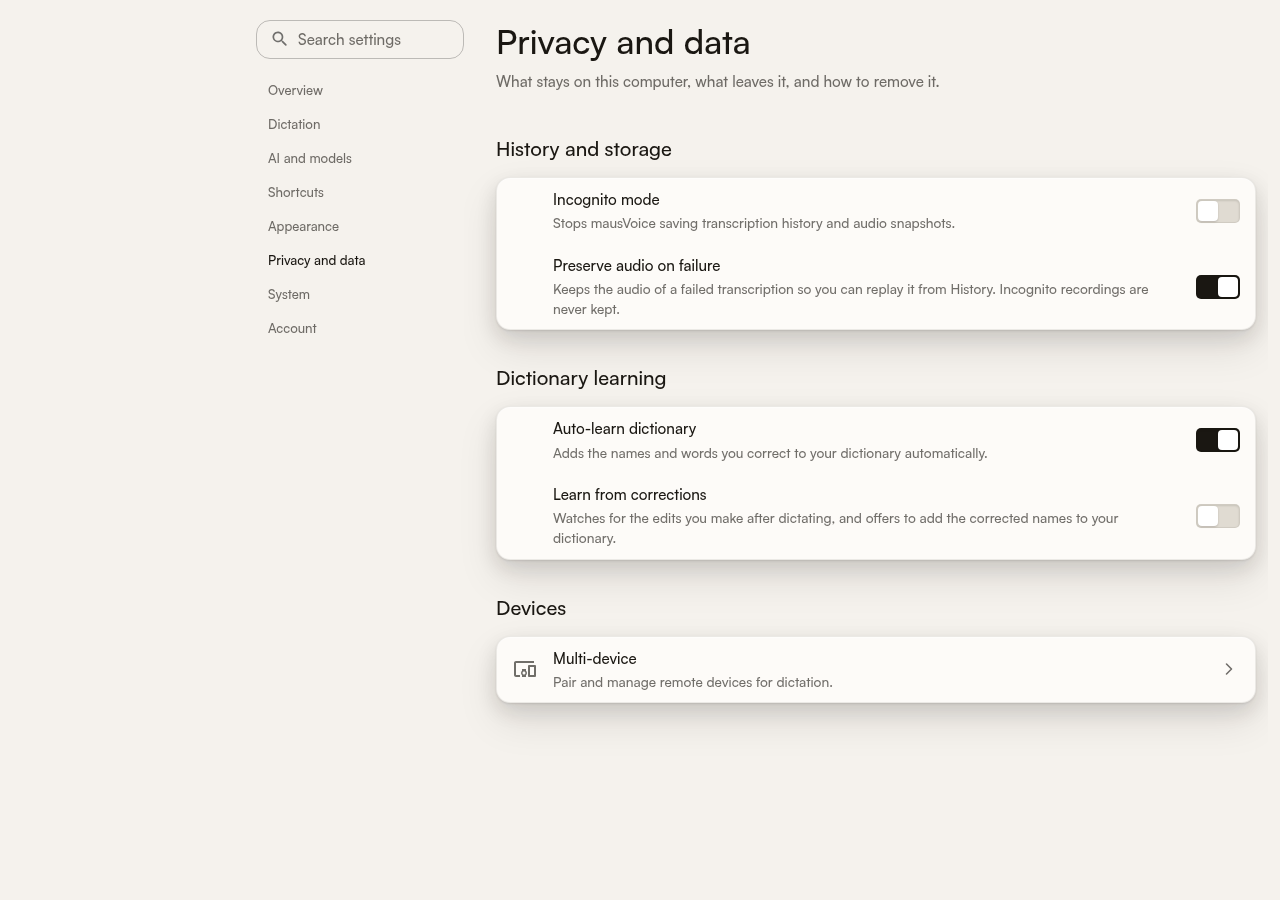 Search settings
Overview
Dictation
AI and models
Shortcuts
Appearance
Privacy and data
System
Account
Privacy and data
What stays on this computer, what leaves it, and how to remove it.
History and storage
Incognito mode
Stops mausVoice saving transcription history and audio snapshots.
Preserve audio on failure
Keeps the audio of a failed transcription so you can replay it from History. Incognito recordings are
never kept.
Dictionary learning
Auto-learn dictionary
Adds the names and words you correct to your dictionary automatically.
Learn from corrections
Watches for the edits you make after dictating, and offers to add the corrected names to your
dictionary.
Devices
Multi-device
Pair and manage remote devices for dictation.